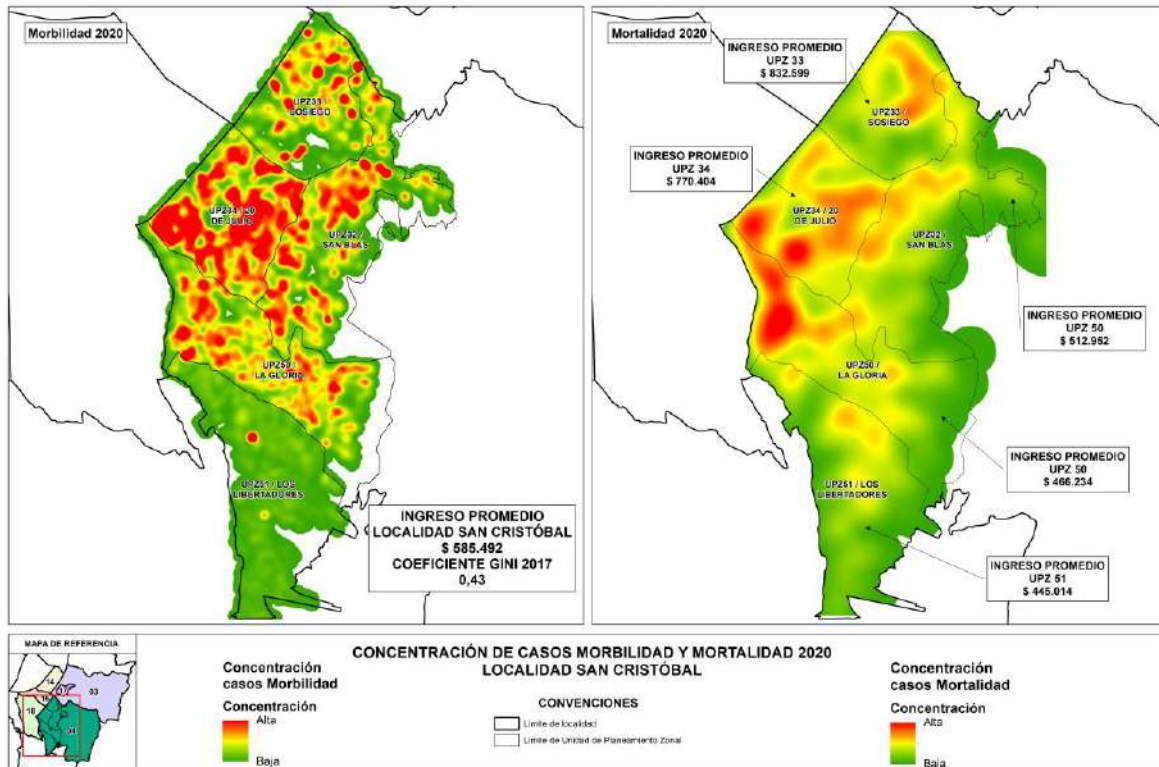 Morbilidad 2020
UPZ33 /
SOSIEGO
UPZ34 / 20
DE JULIO
UPZ32 /
SAN BLAS
UPZ50 /
LA GLORIA
UPZ51 / LOS
LIBERTADORES
INGRESO PROMEDIO
LOCALIDAD SAN CRISTÓBAL
$ 585.492
COEFICIENTE GINI 2017
0,43
Mortalidad 2020
INGRESO PROMEDIO
UPZ 33
$ 832.599
UPZ33 /
SOSIEGO
INGRESO PROMEDIO
UPZ 34
$ 770.404
UPZ34 / 20
DE JULIO
UPZ32 /
SAN BLAS
INGRESO PROMEDIO
UPZ 50
$ 512.952
UPZ50 /
LA GLORIA
INGRESO PROMEDIO
UPZ 50
$ 466.234
UPZ51 / LOS
LIBERTADORES
INGRESO PROMEDIO
UPZ 51
$ 445.014
MAPA DE REFERENCIA
14
03
18
Concentración
casos Morbilidad
Concentración
Alta
Baja
CONCENTRACIÓN DE CASOS MORBILIDAD Y MORTALIDAD 2020
LOCALIDAD SAN CRISTÓBAL
CONVENCIONES
Límite de localidad
Límite de Unidad de Planeamiento Zonal
Concentración
casos Mortalidad
Concentración
Alta
Baja